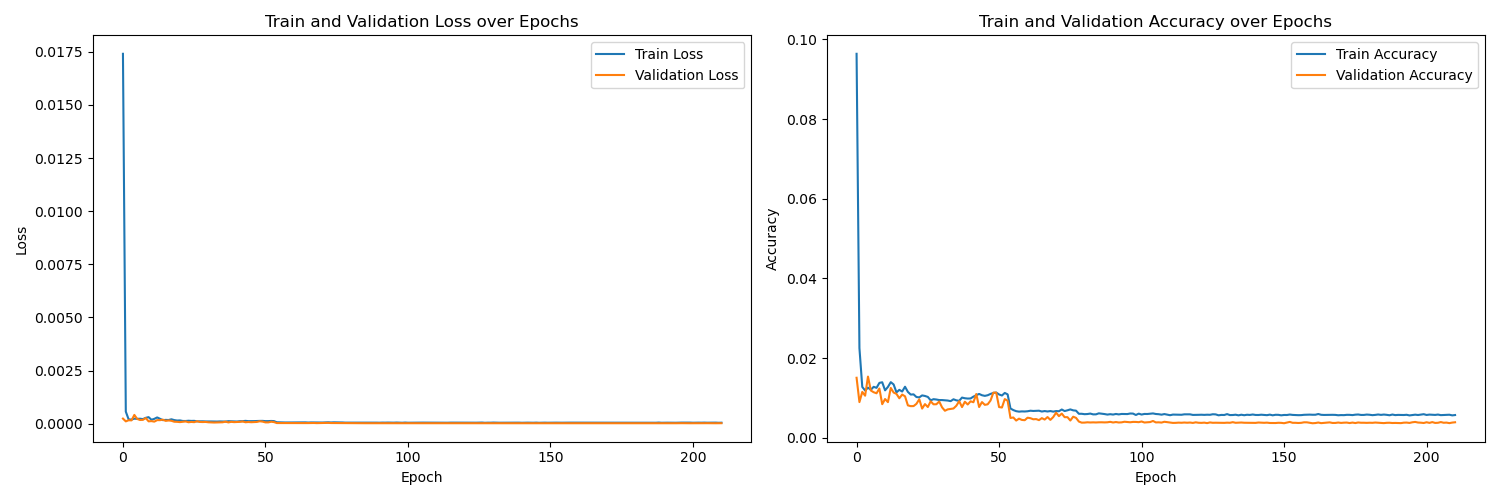 Train and Validation Loss over Epochs
Train Loss
Validation Loss
0.0175
0.0150
0.0125
0.0100
0.0075
0.0050
0.0025
0.0000
Loss
0 50 100 150 200
Epoch
Train and Validation Accuracy over Epochs
Train Accuracy
Validation Accuracy
0.10
0.08
0.06
0.04
0.02
0.00
Accuracy
0 50 100 150 200
Epoch